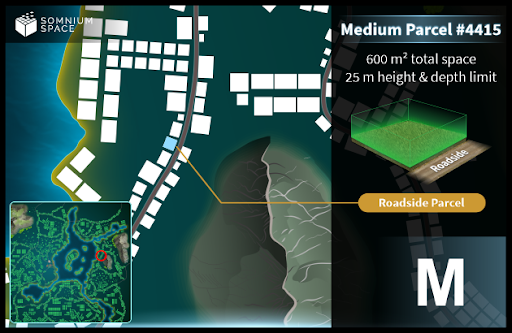 SOMNIUM
SPACE
Medium Parcel #4415
600 m² total space
25 m height & depth limit
Roadside
Roadside Parcel
M